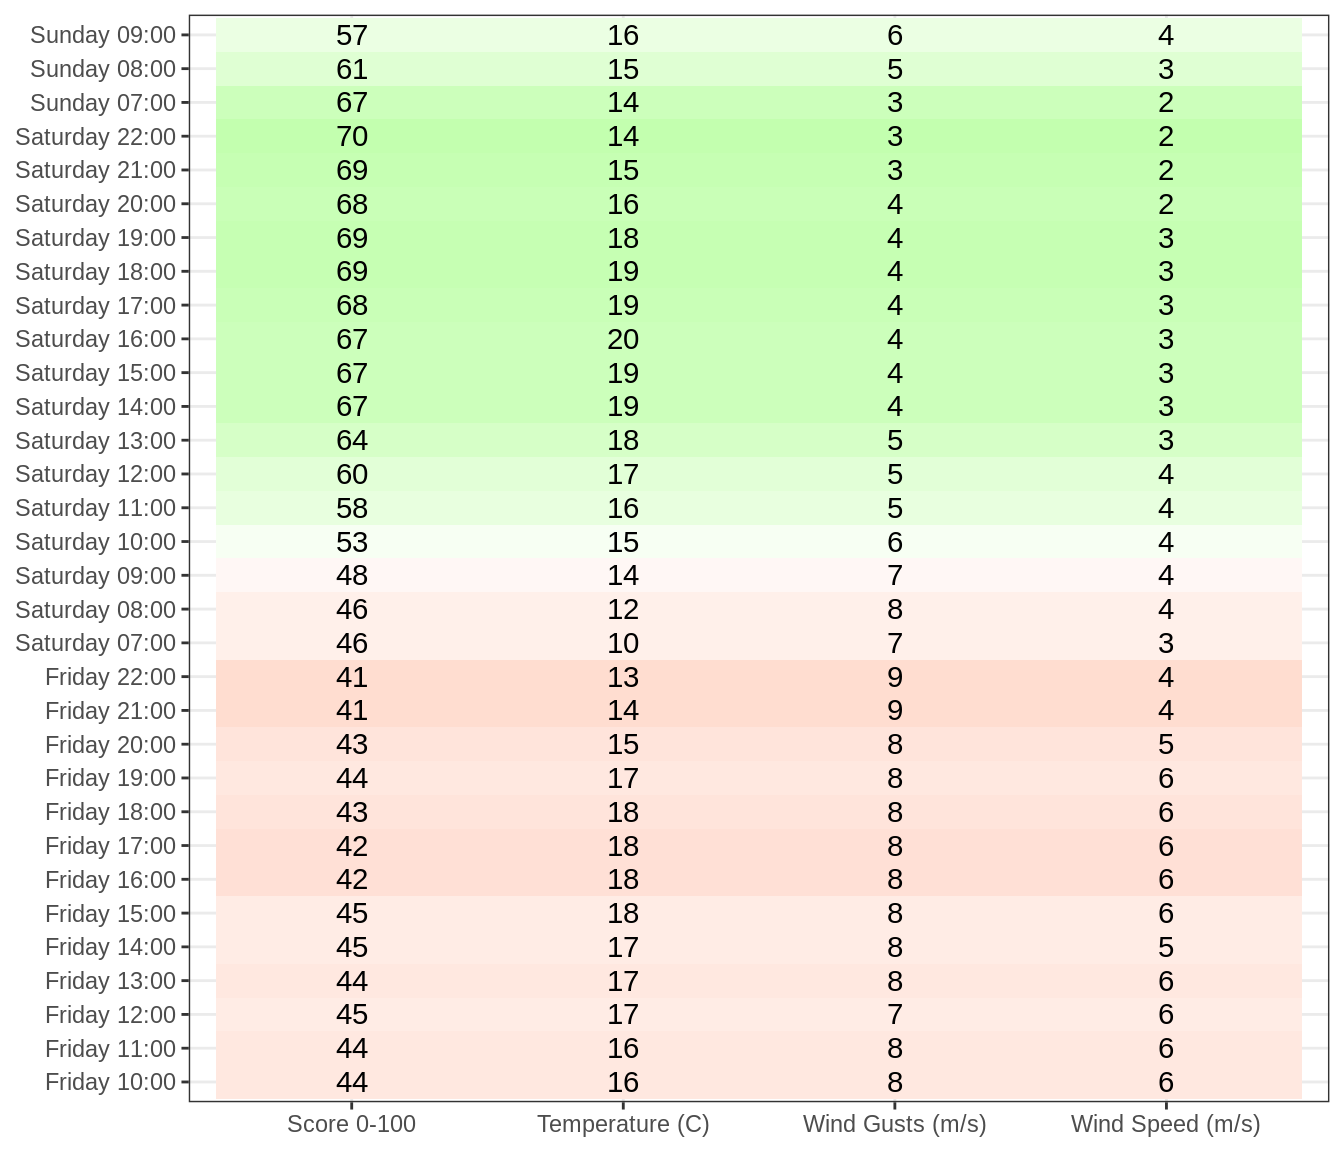 Sunday 09:00 57 16 6 4
Sunday 08:00 61 15 5 3
Sunday 07:00 67 14 3 2
Saturday 22:00 70 14 3 2
Saturday 21:00 69 15 3 2
Saturday 20:00 68 16 4 2
Saturday 19:00 69 18 4 3
Saturday 18:00 69 19 4 3
Saturday 17:00 68 19 4 3
Saturday 16:00 67 20 4 3
Saturday 15:00 67 19 4 3
Saturday 14:00 67 19 4 3
Saturday 13:00 64 18 5 3
Saturday 12:00 60 17 5 4
Saturday 11:00 58 16 5 4
Saturday 10:00 53 15 6 4
Saturday 09:00 48 14 7 4
Saturday 08:00 46 12 8 4
Saturday 07:00 46 10 7 3
Friday 22:00 41 13 9 4
Friday 21:00 41 14 9 4
Friday 20:00 43 15 8 5
Friday 19:00 44 17 8 6
Friday 18:00 43 18 8 6
Friday 17:00 42 18 8 6
Friday 16:00 42 18 8 6
Friday 15:00 45 18 8 6
Friday 14:00 45 17 8 5
Friday 13:00 44 17 8 6
Friday 12:00 45 17 7 6
Friday 11:00 44 16 8 6
Friday 10:00 44 16 8 6
Score 0-100 Temperature (C) Wind Gusts (m/s) Wind Speed (m/s)